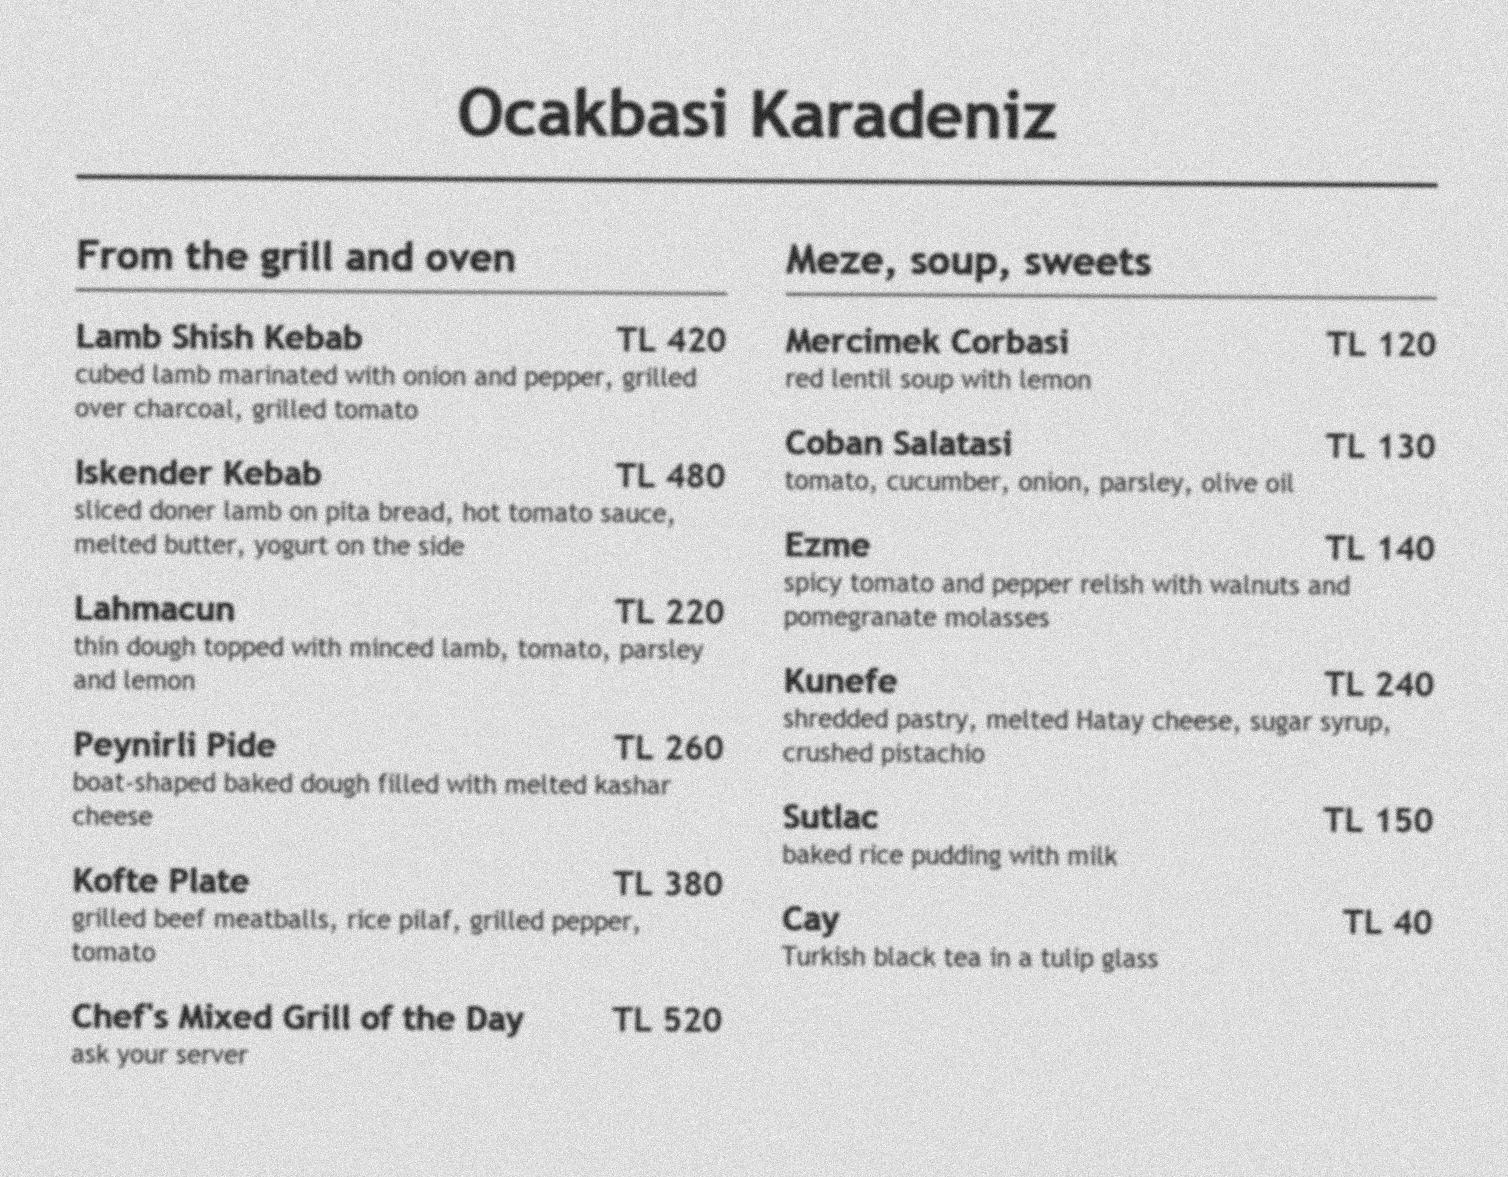 Ocakbasi Karadeniz
From the grill and oven
Lamb Shish Kebab TL 420
cubed lamb marinated with onion and pepper, grilled
over charcoal, grilled tomato
Iskender Kebab TL 480
sliced doner lamb on pita bread, hot tomato sauce,
melted butter, yogurt on the side
Lahmacun TL 220
thin dough topped with minced lamb, tomato, parsley
and lemon
Peynirli Pide TL 260
boat-shaped baked dough filled with melted kashar
cheese
Kofte Plate TL 380
grilled beef meatballs, rice pilaf, grilled pepper,
tomato
Chef's Mixed Grill of the Day TL 520
ask your server
Meze, soup, sweets
Mercimek Corbasi TL 120
red lentil soup with lemon
Coban Salatasi TL 130
tomato, cucumber, onion, parsley, olive oil
Ezme TL 140
spicy tomato and pepper relish with walnuts and
pomegranate molasses
Kunefe TL 240
shredded pastry, melted Hatay cheese, sugar syrup,
crushed pistachio
Sutlac TL 150
baked rice pudding with milk
Cay TL 40
Turkish black tea in a tulip glass